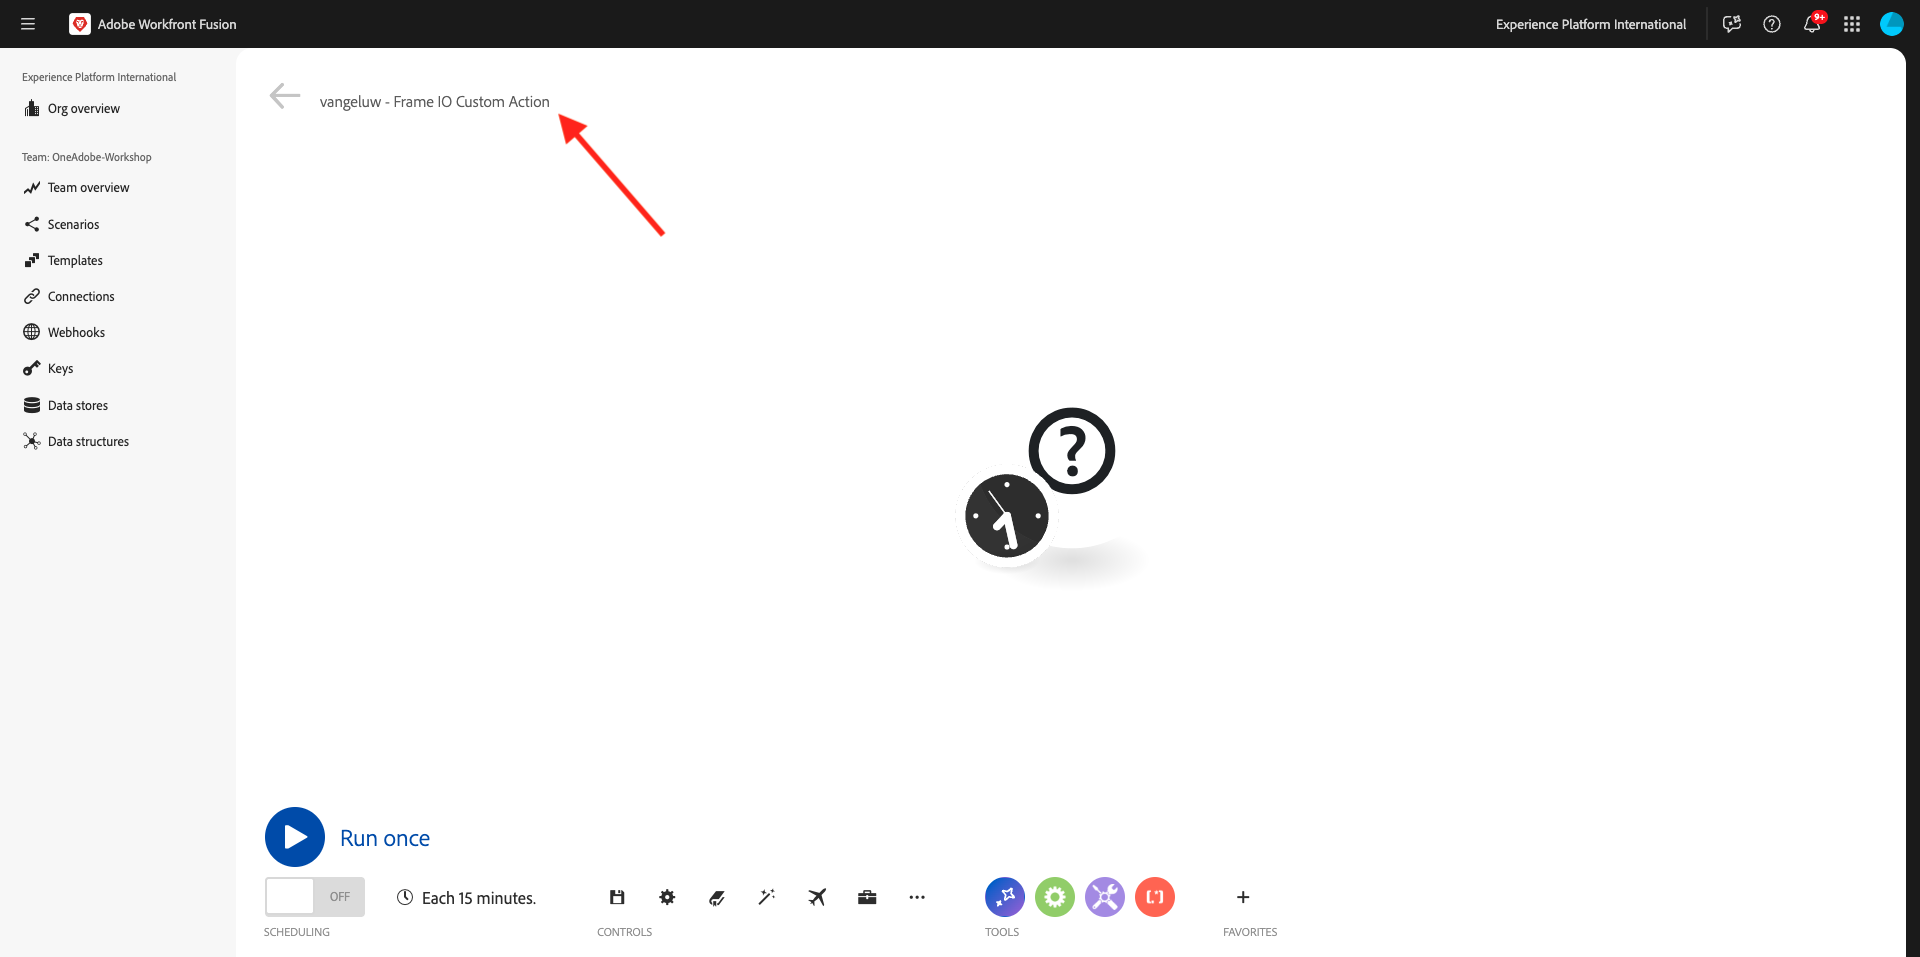 Adobe Workfront Fusion
Experience Platform International
9+
Experience Platform International
Org overview
Team: OneAdobe-Workshop
Team overview
Scenarios
Templates
Connections
Webhooks
Keys
Data stores
Data structures
vangeluw - Frame IO Custom Action
?
Run once
OFF
Each 15 minutes.
[.*]
SCHEDULING
CONTROLS
TOOLS
FAVORITES